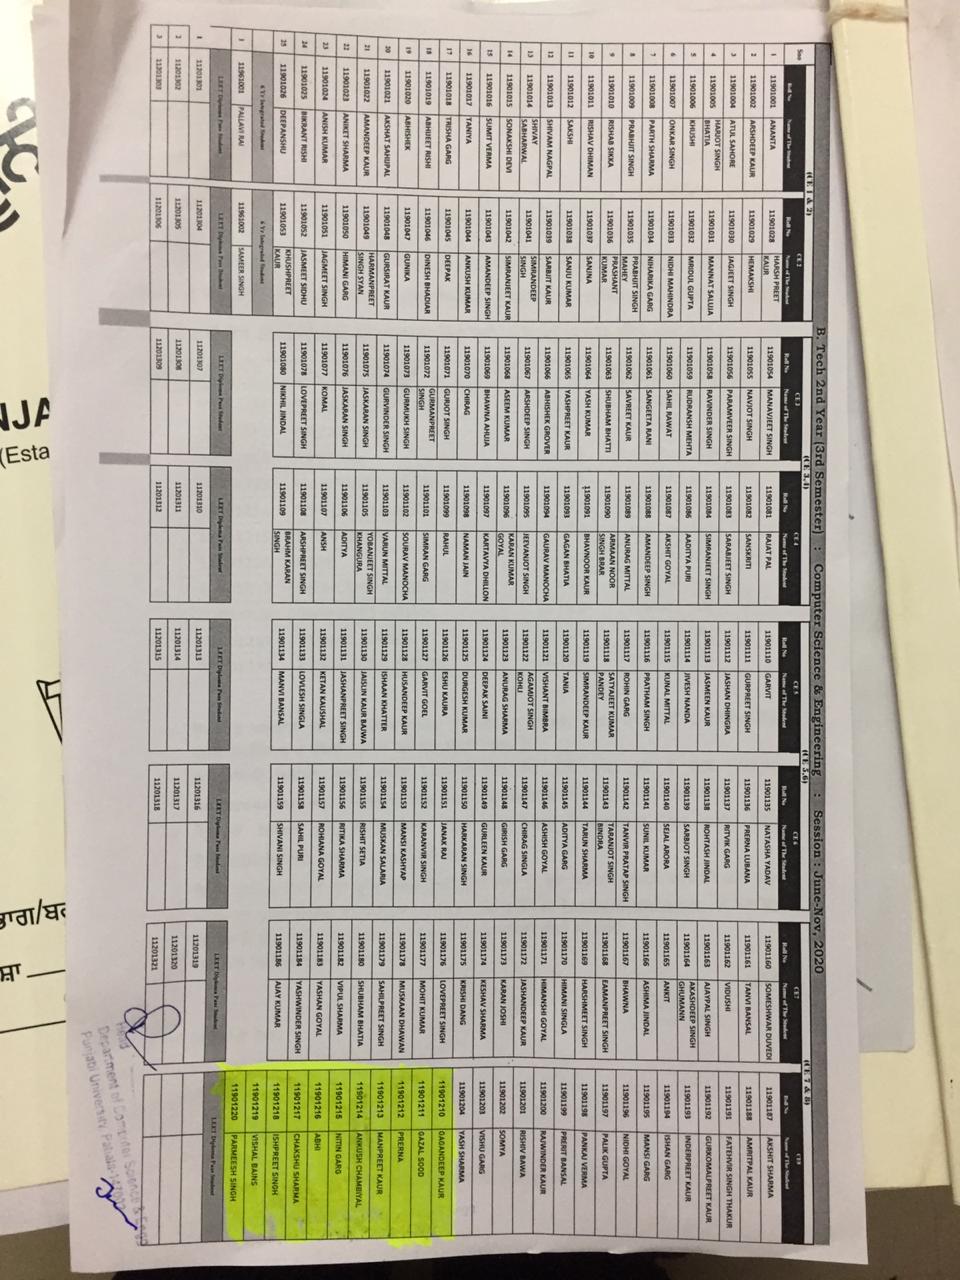 B. Tech 2nd Year (3rd Semester) : Computer Science & Engineering : Session : June-Nov, 2020
(CE 1 & 2) (CE 3,4) (CE 5,6) (CE 7 & 8)
Sno CE 2 CE 3 CE 4 CE 5 CE 6 CE7 CE8
Roll No Name of The Student Roll No Name of The Student Roll No Name of The Student Roll No Name of The Student Roll No Name of The Student Roll No Name of The Student Roll No Name of The Student Roll No Name of The Student
1 11901001 ANANTA 11901028 HARSH PREET KAUR 11901054 MANAVJEET SINGH 11901081 RAJAT PAL 11901110 GARVIT 11901135 NATASHA YADAV 11901160 SOMESHWAR DUVEDI 11901187 AKSHIT SHARMA
2 11901002 ARSHDEEP KAUR 11901029 HEMAKSHI 11901055 NAVJOT SINGH 11901082 SANSKRITI 11901111 GURPREET SINGH 11901136 PRERNA LUBANA 11901161 TANVI BANSAL 11901188 AMRITPAL KAUR
3 11901004 ATUL SAHORE 11901030 JAGJEET SINGH 11901056 PARAMVEER SINGH 11901083 SARABJEET SINGH 11901112 JASHAN DHINGRA 11901137 RITVIK GARG 11901162 VIDUSHI 11901191 FATEHVIR SINGH THAKUR
4 11901005 HARJOT SINGH BHATIA 11901031 MANNAT SALUJA 11901058 RAVINDER SINGH 11901084 SIMRANJEET SINGH 11901113 JASMEEN KAUR 11901138 ROHTASH JINDAL 11901163 AJAYPAL SINGH 11901192 GURKOMALPREET KAUR
5 11901006 KHUSHI 11901032 MRIDUL GUPTA 11901059 RUDRANSH MEHTA 11901086 AADITYA PURI 11901114 JIVESH NANDA 11901139 SARBJOT SINGH 11901164 AKASHDEEP SINGH GHUMANN 11901193 INDERPREET KAUR
6 11901007 ONKAR SINGH 11901033 NIDHI MAHINDRA 11901060 SAHIL RAWAT 11901087 AKSHIT GOYAL 11901115 KUNAL MITTAL 11901140 SEJAL ARORA 11901165 ANKIT 11901194 ISHAN GARG
7 11901008 PARTH SHARMA 11901034 NIHARIKA GARG 11901061 SANGEETA RANI 11901088 AMANDEEP SINGH 11901116 PRATHAM SINGH 11901141 SUNIL KUMAR 11901166 ASHIMA JINDAL 11901195 MANSI GARG
8 11901009 PRABHJIT SINGH 11901035 PRABHJIT SINGH MAHEY 11901062 SAVREET KAUR 11901089 ANURAG MITTAL 11901117 ROHIN GARG 11901142 TANVIR PRATAP SINGH 11901167 BHAWNA 11901196 NIDHI GOYAL
9 11901010 RISHAB SIKKA 11901036 PRASHANT KUMAR 11901063 SHUBHAM BHATTI 11901090 ARMAAN NOOR SINGH BRAR 11901118 SATYAJEET KUMAR PANDEY 11901143 TARANJOT SINGH BINDRA 11901168 EAMANPREET SINGH 11901197 PALIK GUPTA
10 11901011 RISHAV DHIMAN 11901037 SANJNA 11901064 YASH KUMAR 11901091 BHAVNOOR KAUR 11901119 SIMRANDEEP KAUR 11901144 TARUN SHARMA 11901169 HARSHMEET SINGH 11901198 PANKAJ VERMA
11 11901012 SAKSHI 11901038 SANJU KUMAR 11901065 YASHPREET KAUR 11901093 GAGAN BHATIA 11901120 TANIA 11901145 ADITYA GARG 11901170 HIMANI SINGLA 11901199 PRERIT BANSAL
12 11901013 SHIVAM NAGPAL 11901039 SARBJIT KAUR 11901066 ABHISHEK GROVER 11901094 GAURAV MANOCHA 11901121 VISHANT BIMBRA 11901146 ASHISH GOYAL 11901171 HIMANSHI GOYAL 11901200 RAJWINDER KAUR
13 11901014 SHIVAY SABHARWAL 11901041 SIMRANDEEP SINGH 11901067 ARSHDEEP SINGH 11901095 JEEVANJOT SINGH 11901122 AGAMJOT SINGH KOHLI 11901147 CHIRAG SINGLA 11901172 JASHANDEEP KAUR 11901201 RISHIV BAWA
14 11901015 SONAKSHI DEVI 11901042 SIMRANJEET KAUR 11901068 ASEEM KUMAR 11901096 KARAN KUMAR GOYAL 11901123 ANURAG SHARMA 11901148 GIRISH GARG 11901173 KARAN JOSHI 11901202 SOMYA
15 11901016 SUMIT VERMA 11901043 AMANDEEP SINGH 11901069 BHAWNA AHUJA 11901097 KARTAVYA DHILLON 11901124 DEEPAK SAINI 11901149 GURLEEN KAUR 11901174 KESHAV SHARMA 11901203 VISHU GARG
16 11901017 TANIYA 11901044 ANKUSH KUMAR 11901070 CHIRAG 11901098 NAMAN JAIN 11901125 DURGESH KUMAR 11901150 HARKARAN SINGH 11901175 KRISHI DANG 11901204 YASH SHARMA
17 11901018 TRISHA GARG 11901045 DEEPAK 11901071 GURJOT SINGH 11901099 RAHUL 11901126 ESHU KAURA 11901151 JANAK RAJ 11901176 LOVEPREET SINGH 11901210 GAGANDEEP KAUR
18 11901019 ABHIJEET RISHI 11901046 DINESH BHADIAR 11901072 GURMANPREET SINGH 11901101 SIMRAN GARG 11901127 GARVIT GOEL 11901152 KARANVIR SINGH 11901177 MOHIT KUMAR 11901211 GAZAL SOOD
19 11901020 ABHISHEK 11901047 GUNIKA 11901073 GURMUKH SINGH 11901102 SOURAV MANOCHA 11901128 HUSANDEEP KAUR 11901153 MANSI KASHYAP 11901178 MUSKAAN DHAWAN 11901212 PRERNA
20 11901021 AKSHAT SAHIJPAL 11901048 GURSIRAT KAUR 11901074 GURVINDER SINGH 11901103 VARUN MITTAL 11901129 ISHAAN KHATTER 11901154 MUSKAN SALARIA 11901179 SAHILPREET SINGH 11901213 MANPREET KAUR
21 11901022 AMANDEEP KAUR 11901049 HARMANPREET SINGH SYAN 11901075 JASKARAN SINGH 11901105 YOBANJEET SINGH KHANGURA 11901130 JAISLIN KAUR BAJWA 11901155 RISHIT SETIA 11901180 SHUBHAM BHATIA 11901214 ANKUSH CHAMBIYAL
22 11901023 ANIKET SHARMA 11901050 HIMANI GARG 11901076 JASKARAN SINGH 11901106 ADITYA 11901131 JASHANPREET SINGH 11901156 RITIKA SHARMA 11901182 VIPUL SHARMA 11901215 NITIN GARG
23 11901024 ANISH KUMAR 11901051 JAGMEET SINGH 11901077 KOMAL 11901107 ANSH 11901132 KETAN KAUSHAL 11901157 ROHIANA GOYAL 11901183 YASHAN GOYAL 11901216 ABHI
24 11901025 BIKRANT RISHI 11901052 JASMEET SIDHU 11901078 LOVEPREET SINGH 11901108 ARSHPREET SINGH 11901133 LOVLESH SINGLA 11901158 SAHIL PURI 11901184 YASHWINDER SINGH 11901217 CHAKSHU SHARMA
25 11901026 DEEPANSHU 11901053 KHUSHPREET KAUR 11901080 NIKHIL JINDAL 11901109 BRAHM KARAN SINGH 11901134 MANVI BANSAL 11901159 SHIVANI SINGH 11901186 AJAY KUMAR 11901218 ISHPREET SINGH
6 Yr Integrated Student 6 Yr Integrated Student 11901219 VISHAL BAINS
1 11961001 PALLAVI RAI 11961002 SAMEER SINGH 11901220 PARMEESH SINGH
LEET Diploma Pass Student LEET Diploma Pass Student LEET Diploma Pass Student LEET Diploma Pass Student LEET Diploma Pass Student LEET Diploma Pass Student LEET Diploma Pass Student LEET Diploma Pass Student
1 11201301 11201304 11201307 11201310 11201313 11201316 11201319
2 11201302 11201305 11201308 11201311 11201314 11201317 11201320
3 11201303 11201306 11201309 11201312 11201315 11201318 11201321
Head
Department of Computer Science & Engg
Punjabi University, Patiala-147002
NJA
(Esta